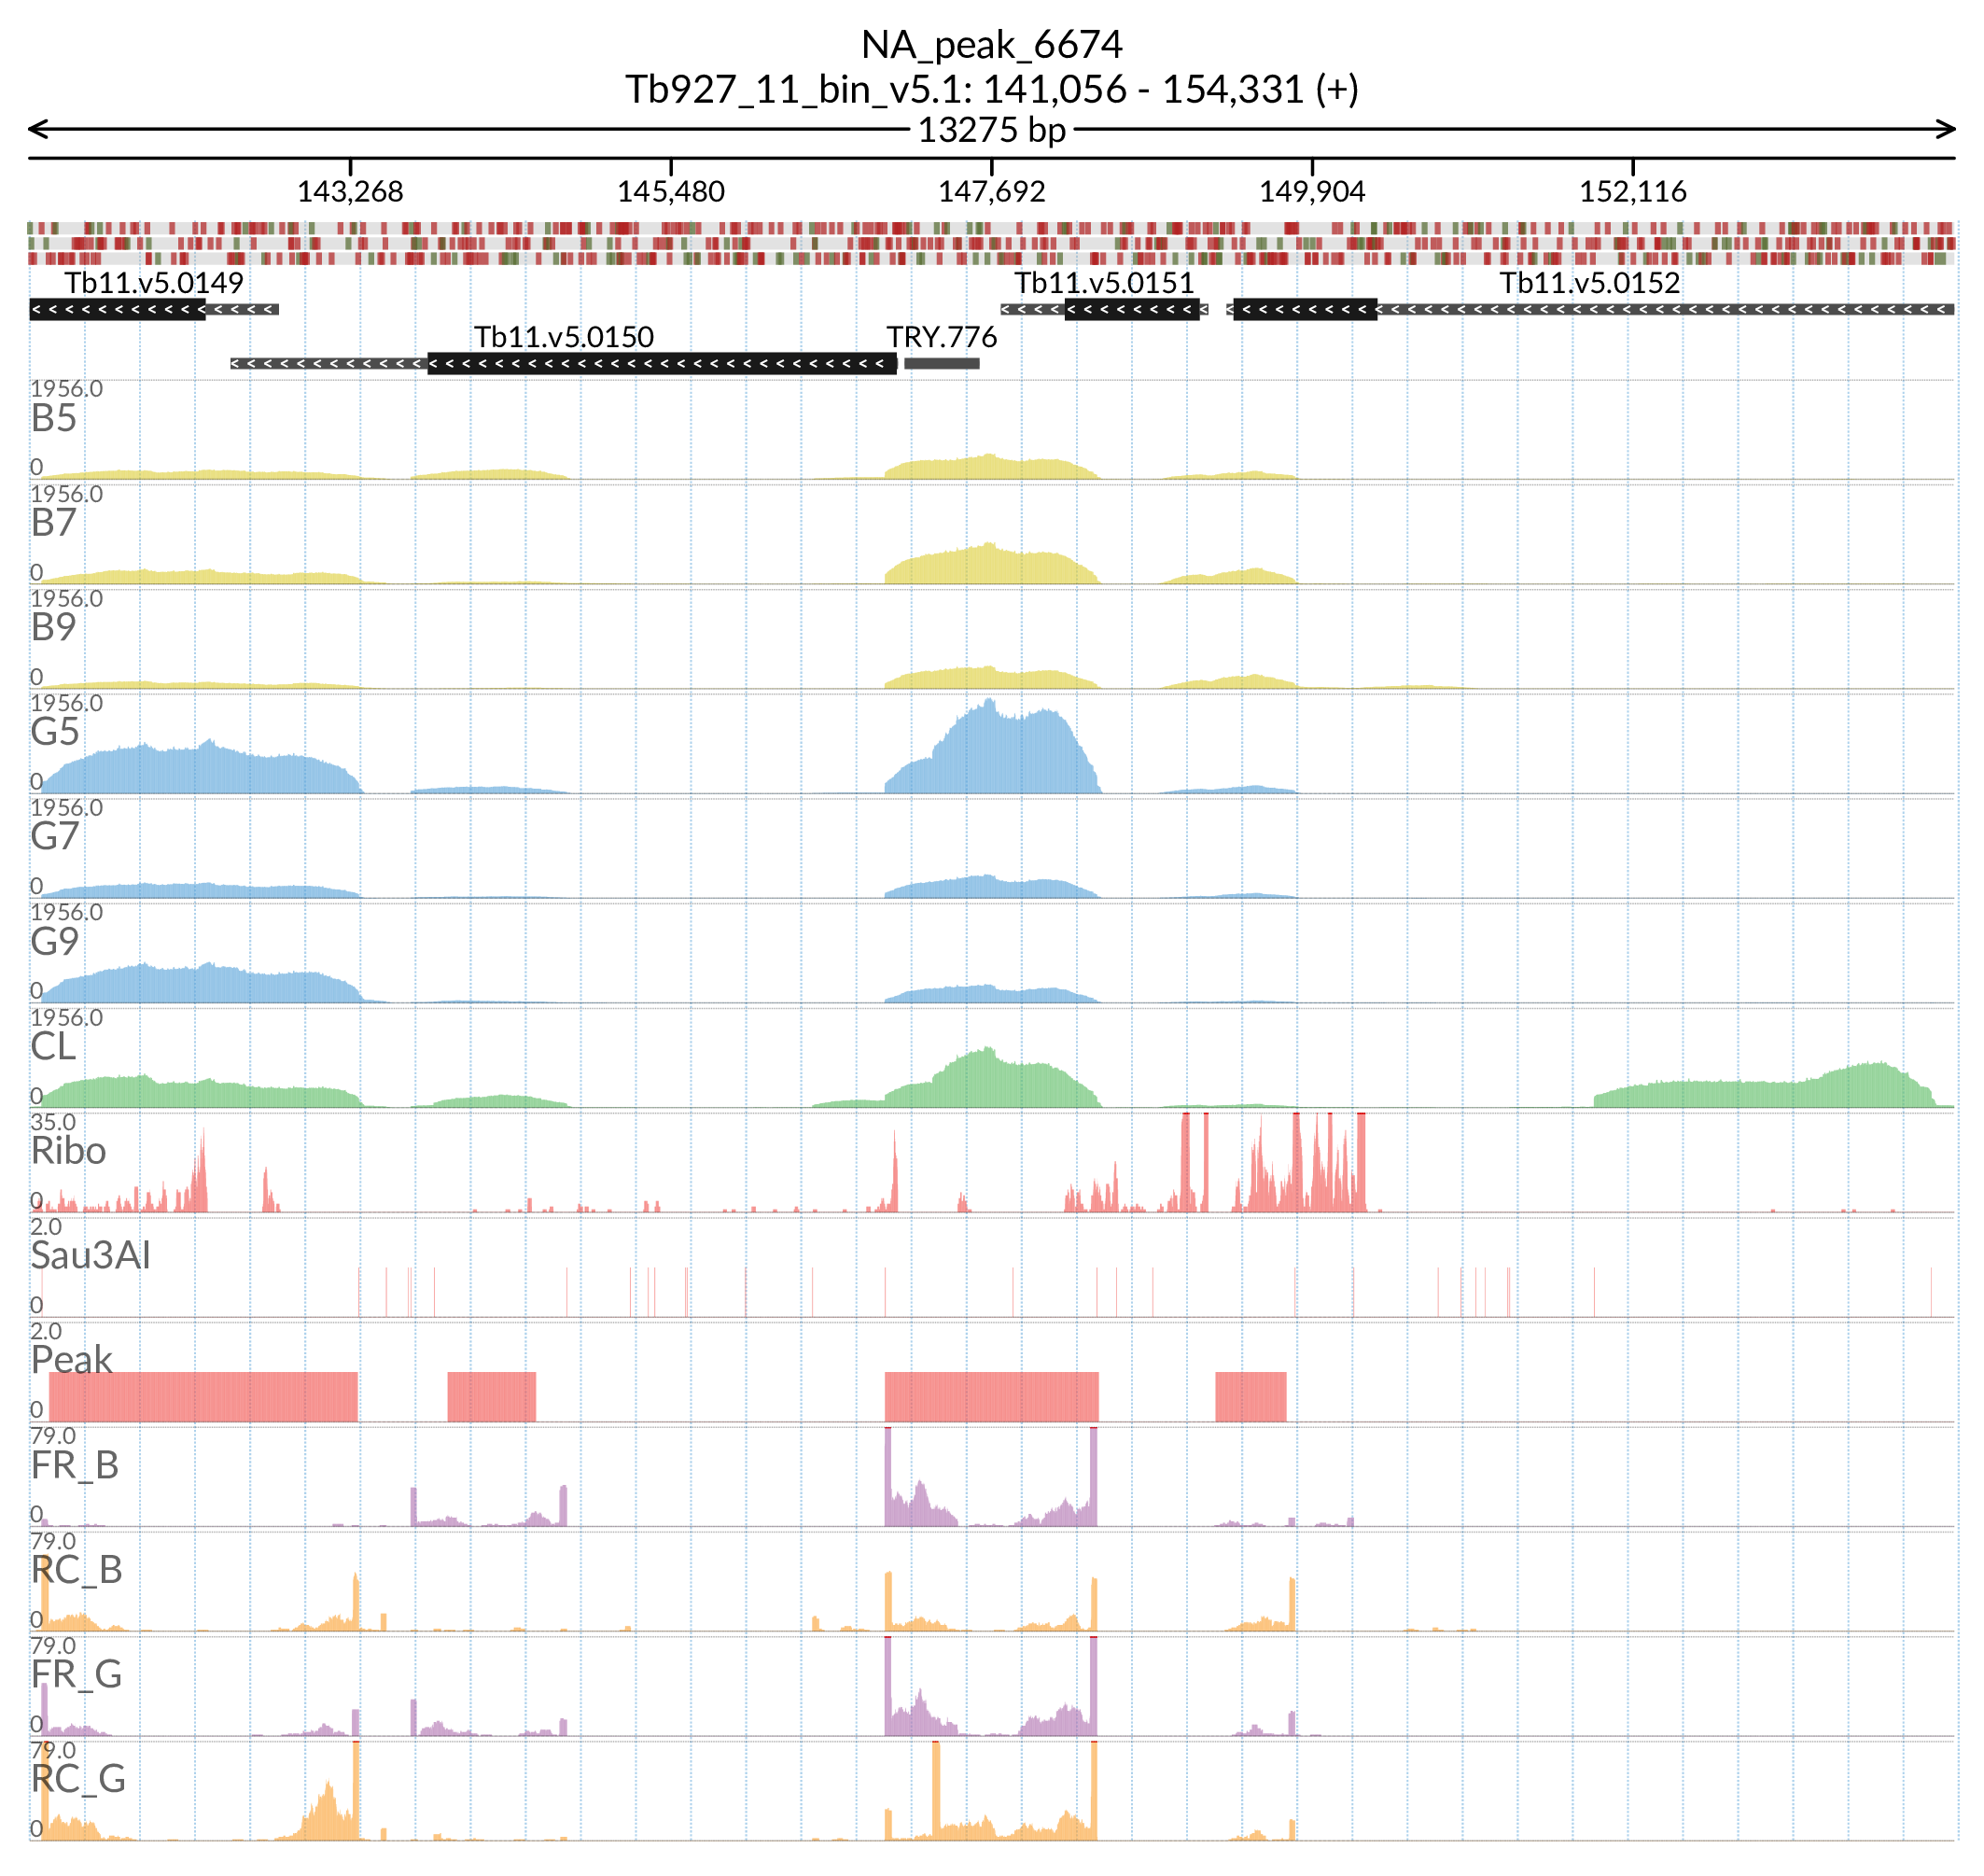 NA_peak_6674
Tb927_11_bin_v5.1: 141,056 - 154,331 (+)
13275 bp
143,268 145,480 147,692 149,904 152,116
Tb11.v5.0149 Tb11.v5.0151 Tb11.v5.0152
Tb11.v5.0150 TRY.776
1956.0
B5
0
1956.0
B7
0
1956.0
B9
0
1956.0
G5
0
1956.0
G7
0
1956.0
G9
0
1956.0
CL
0
35.0
Ribo
0
2.0
Sau3AI
0
2.0
Peak
0
79.0
FR_B
0
79.0
RC_B
0
79.0
FR_G
0
79.0
RC_G
0